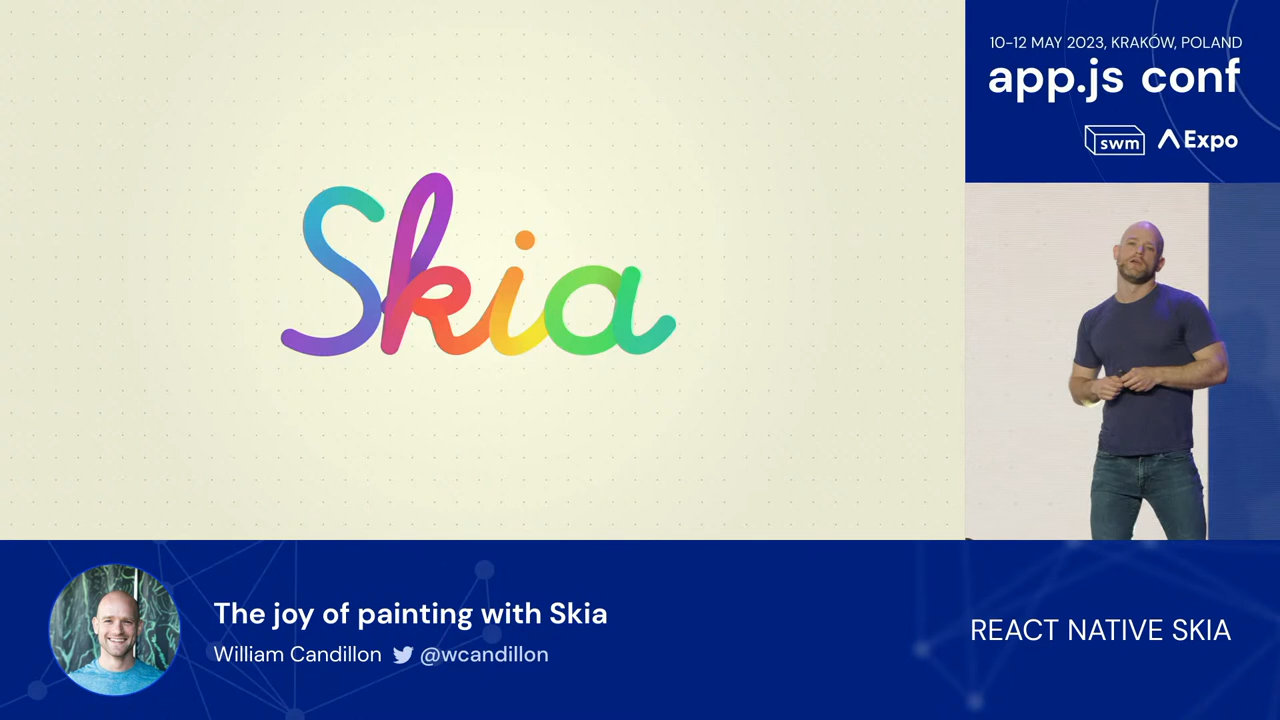 Skia
10-12 MAY 2023, KRAKÓW, POLAND
app.js conf
swm Expo
The joy of painting with Skia
William Candillon @wcandillon
REACT NATIVE SKIA